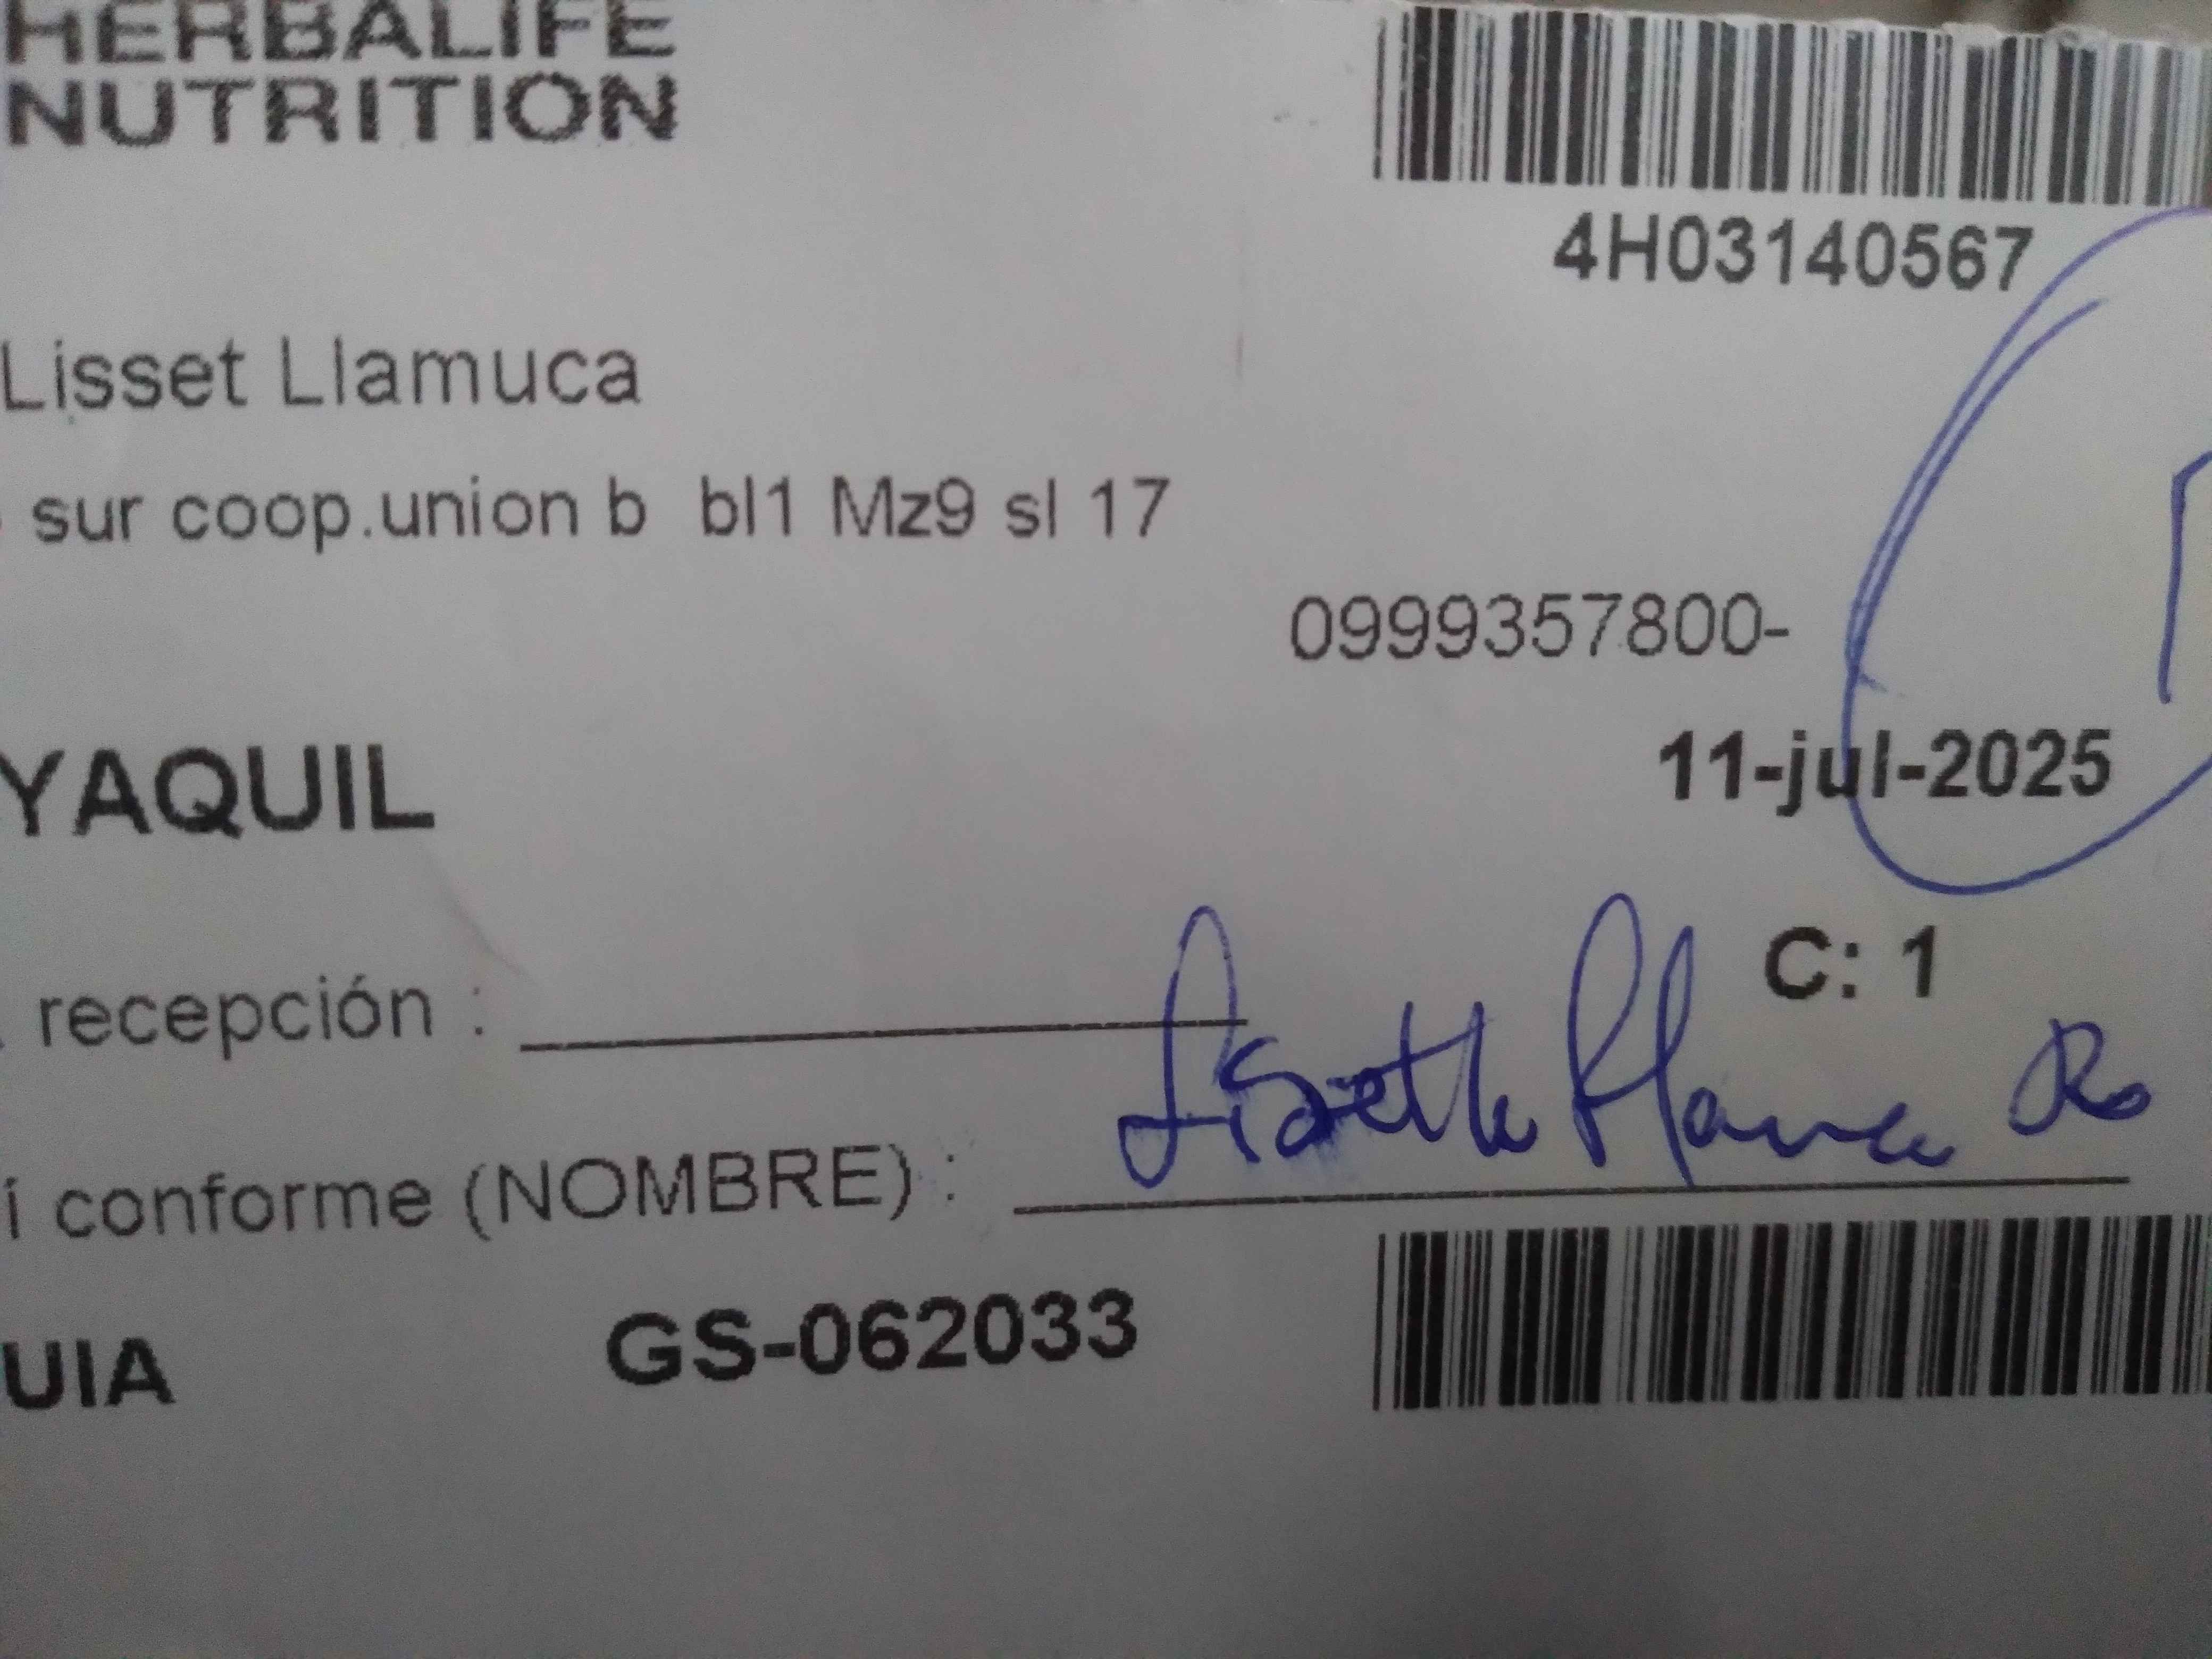 HERBALIFE
NUTRITION
4H03140567
Lisset Llamuca
sur coop.union b bl1 Mz9 sl 17
0999357800-
YAQUIL
11-jul-2025
C: 1
recepción :
i conforme (NOMBRE) : Lissette
UIA GS-062033